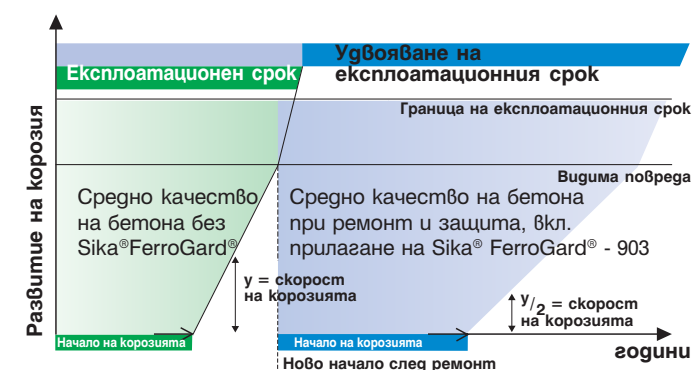 Развитие на корозия
Експлоатационен срок
Удвояване на
експлоатационния срок
Граница на експлоатационния срок
Видима повреда
Средно качество
на бетона без
Sika®FerroGard®
Средно качество на бетона
при ремонт и защита, вкл.
прилагане на Sika® FerroGard® - 903
y = скорост
на корозията
y/2 = скорост
на корозията
Начало на корозията
Начало на корозията
години
Ново начало след ремонт